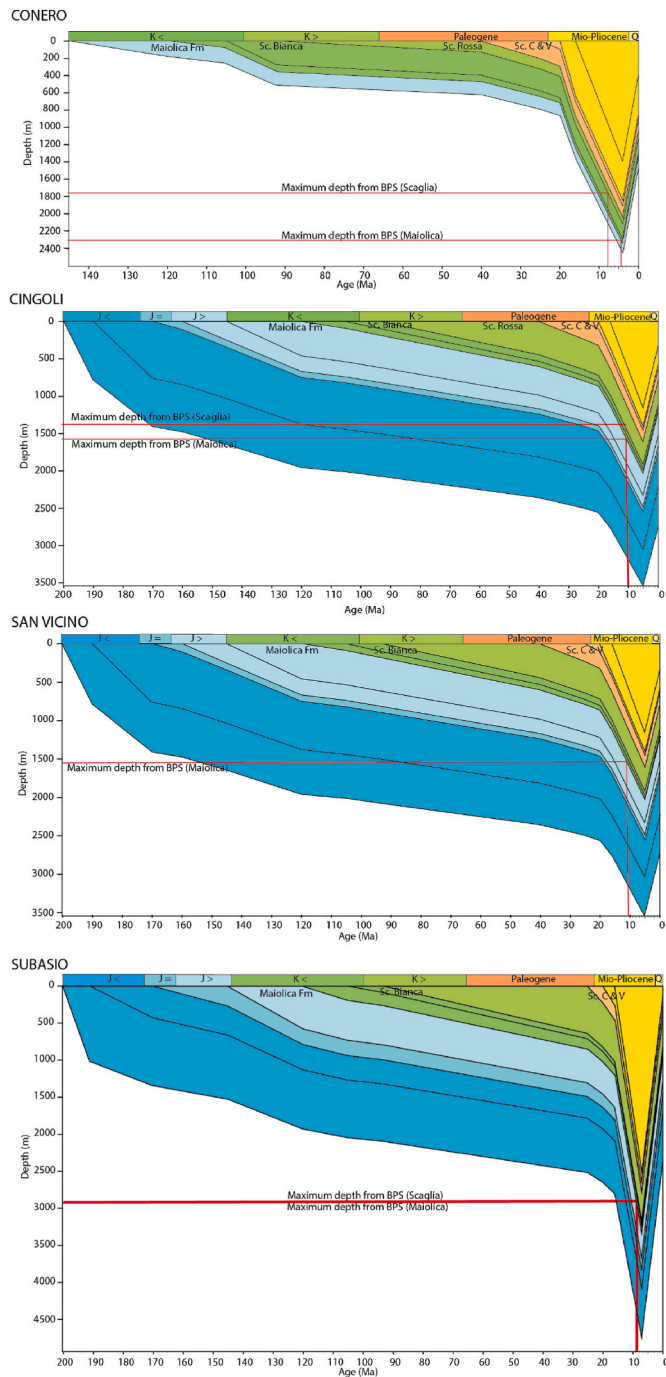 CONERO
K < K > Paleogene Mio-Pliocene Q
Maiolica Fm Sc. Bianca Sc. Rossa Sc. C & V
0
200
400
600
800
1000
1200
1400
1600
1800
2000
2200
2400
Depth (m)
Maximum depth from BPS (Scaglia)
Maximum depth from BPS (Maiolica)
140 130 120 110 100 90 80 70 60 50 40 30 20 10 0
Age (Ma)
CINGOLI
J < J = J > K < K > Paleogene Mio-Pliocene Q
Maiolica Fm Sc. Bianca Sc. Rossa Sc. C & V
0
500
1000
1500
2000
2500
3000
3500
Depth (m)
Maximum depth from BPS (Scaglia)
Maximum depth from BPS (Maiolica)
200 190 180 170 160 150 140 130 120 110 100 90 80 70 60 50 40 30 20 10 0
Age (Ma)
SAN VICINO
J < J = J > K < K > Paleogene Mio-Pliocene Q
Maiolica Fm Sc. Bianca Sc. C & V
0
500
1000
1500
2000
2500
3000
3500
Depth (m)
Maximum depth from BPS (Maiolica)
200 190 180 170 160 150 140 130 120 110 100 90 80 70 60 50 40 30 20 10 0
Age (Ma)
SUBASIO
J < J = J > K < K > Paleogene Mio-Pliocene Q
Maiolica Fm Sc. Bianca Sc. C & V
0
500
1000
1500
2000
2500
3000
3500
4000
4500
Depth (m)
Maximum depth from BPS (Scaglia)
Maximum depth from BPS (Maiolica)
200 190 180 170 160 150 140 130 120 110 100 90 80 70 60 50 40 30 20 10 0
Age (Ma)